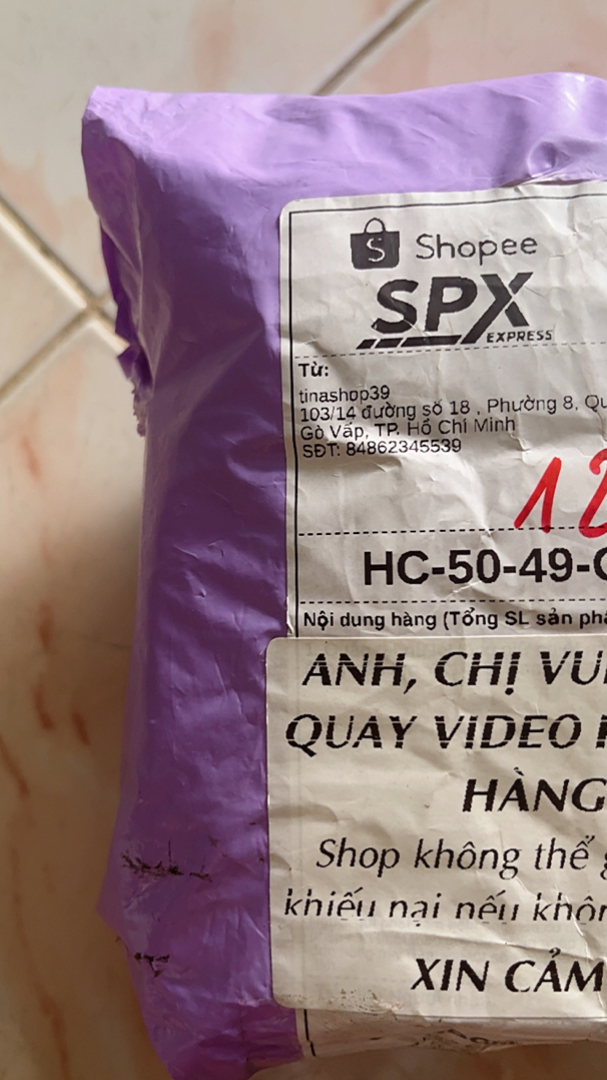 Shopee
SPX
EXPRESS
Từ:
tinashop39
103/14 đường số 18 , Phường 8,
Gò Vấp, TP. Hồ Chí Minh
SĐT: 84862345539
12
HC-50-49-
Nội dung hàng (Tổng SL sản
ANH, CHỊ
QUAY VIDEO
HÀNG
Shop không thể
khiếu nại nếu
XIN CẢM